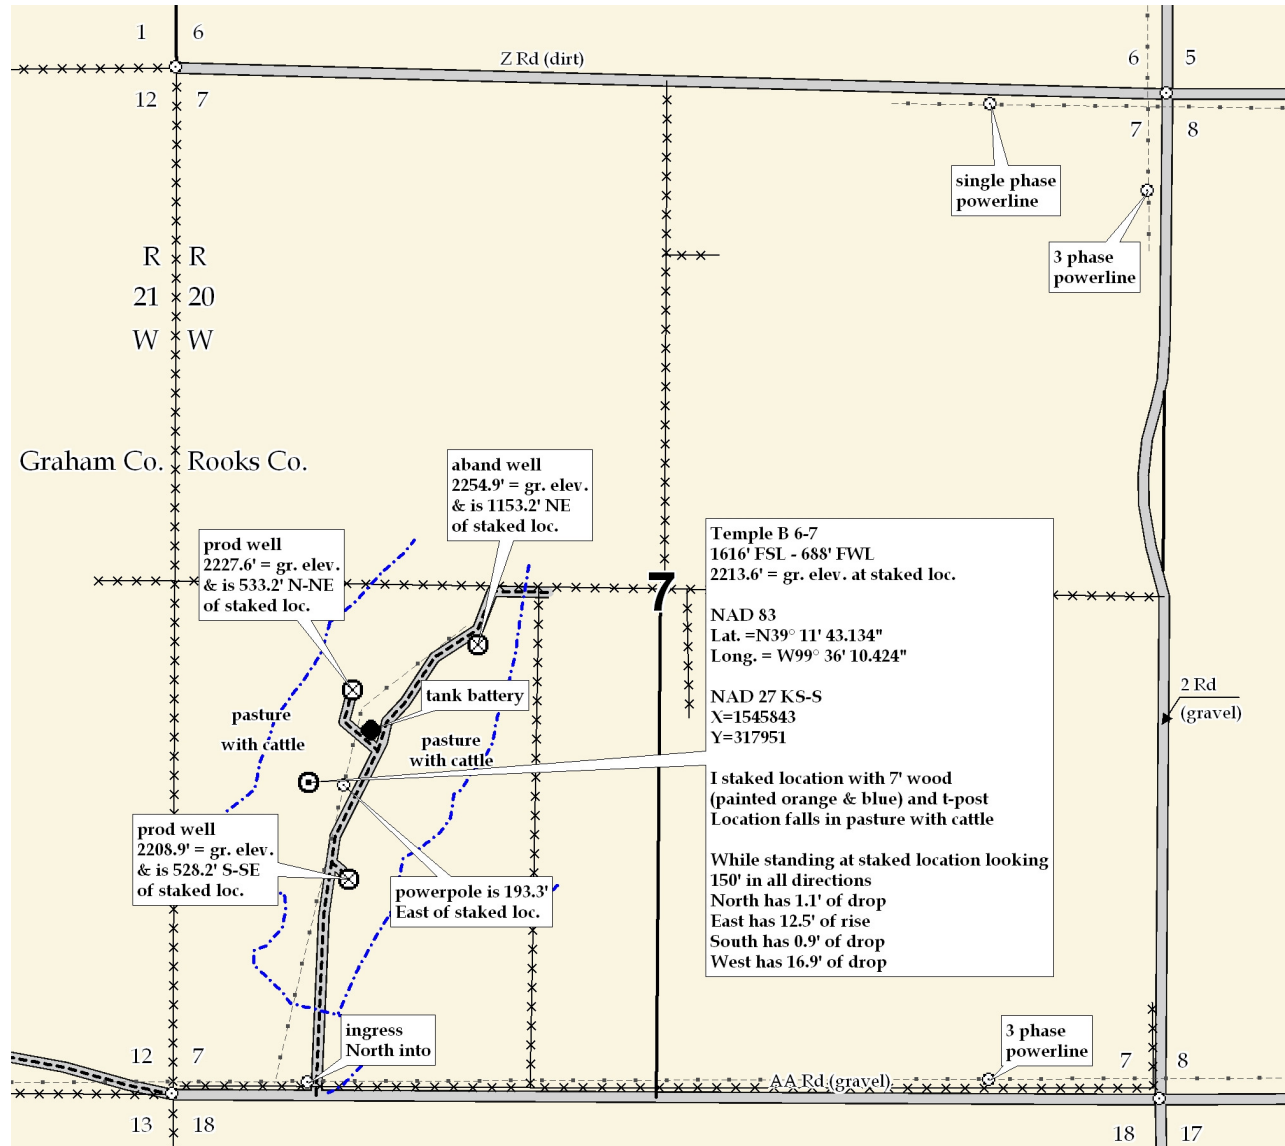 1 6
Z Rd (dirt)
6 5
12 7
7 8
single phase
powerline
3 phase
powerline
R R
21 20
W W
Graham Co. Rooks Co.
aband well
2254.9' = gr. elev.
& is 1153.2' NE
of staked loc.
prod well
2227.6' = gr. elev.
& is 533.2' N-NE
of staked loc.
7
Temple B 6-7
1616' FSL - 688' FWL
2213.6' = gr. elev. at staked loc.
NAD 83
Lat. =N39° 11' 43.134"
Long. = W99° 36' 10.424"
NAD 27 KS-S
X=1545843
Y=317951
I staked location with 7' wood
(painted orange & blue) and t-post
Location falls in pasture with cattle
While standing at staked location looking
150' in all directions
North has 1.1' of drop
East has 12.5' of rise
South has 0.9' of drop
West has 16.9' of drop
tank battery
pasture
with cattle
pasture
with cattle
2 Rd
(gravel)
prod well
2208.9' = gr. elev.
& is 528.2' S-SE
of staked loc.
powerpole is 193.3'
East of staked loc.
ingress
North into
3 phase
powerline
12 7
7 8
AA Rd (gravel)
13 18
18 17